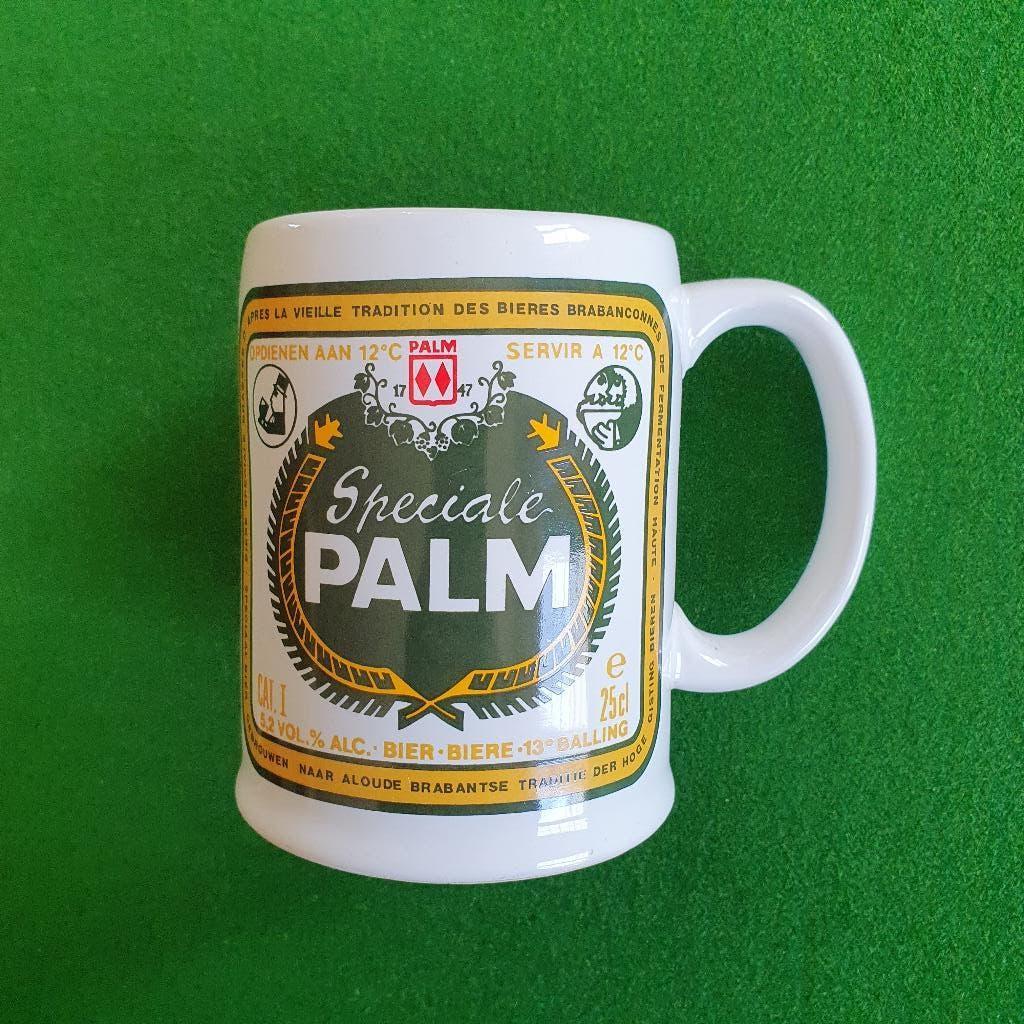 APRES LA VIEILLE TRADITION DES BIERES BRABANCONNES
DE FERMENTATION HAUTE · BIEREN GISTING
OPDIENEN AAN 12°C
PALM
SERVIR A 12°C
17 47
Speciale
PALM
CAT. I
e
25cl
5,2 VOL.% ALC. · BIER · BIERE · 13° BALLING
GEBROUWEN NAAR ALOUDE BRABANTSE TRADITIE DER HOGE